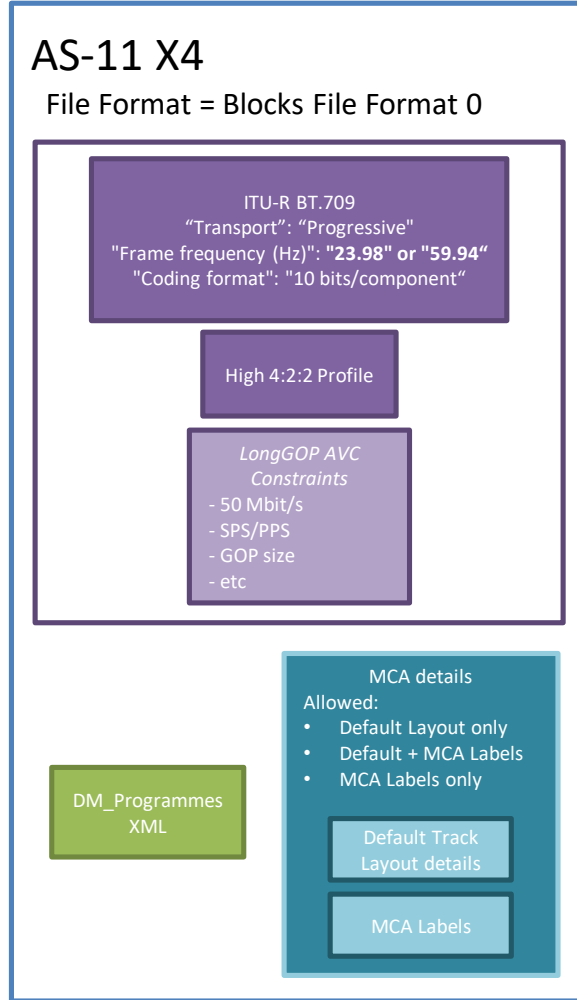 AS-11 X4
File Format = Blocks File Format 0
ITU-R BT.709
“Transport”: “Progressive"
"Frame frequency (Hz)": "23.98" or "59.94“
"Coding format": "10 bits/component“
High 4:2:2 Profile
LongGOP AVC
Constraints
- 50 Mbit/s
- SPS/PPS
- GOP size
- etc
MCA details
Allowed:
• Default Layout only
• Default + MCA Labels
• MCA Labels only
DM_Programmes
XML
Default Track
Layout details
MCA Labels